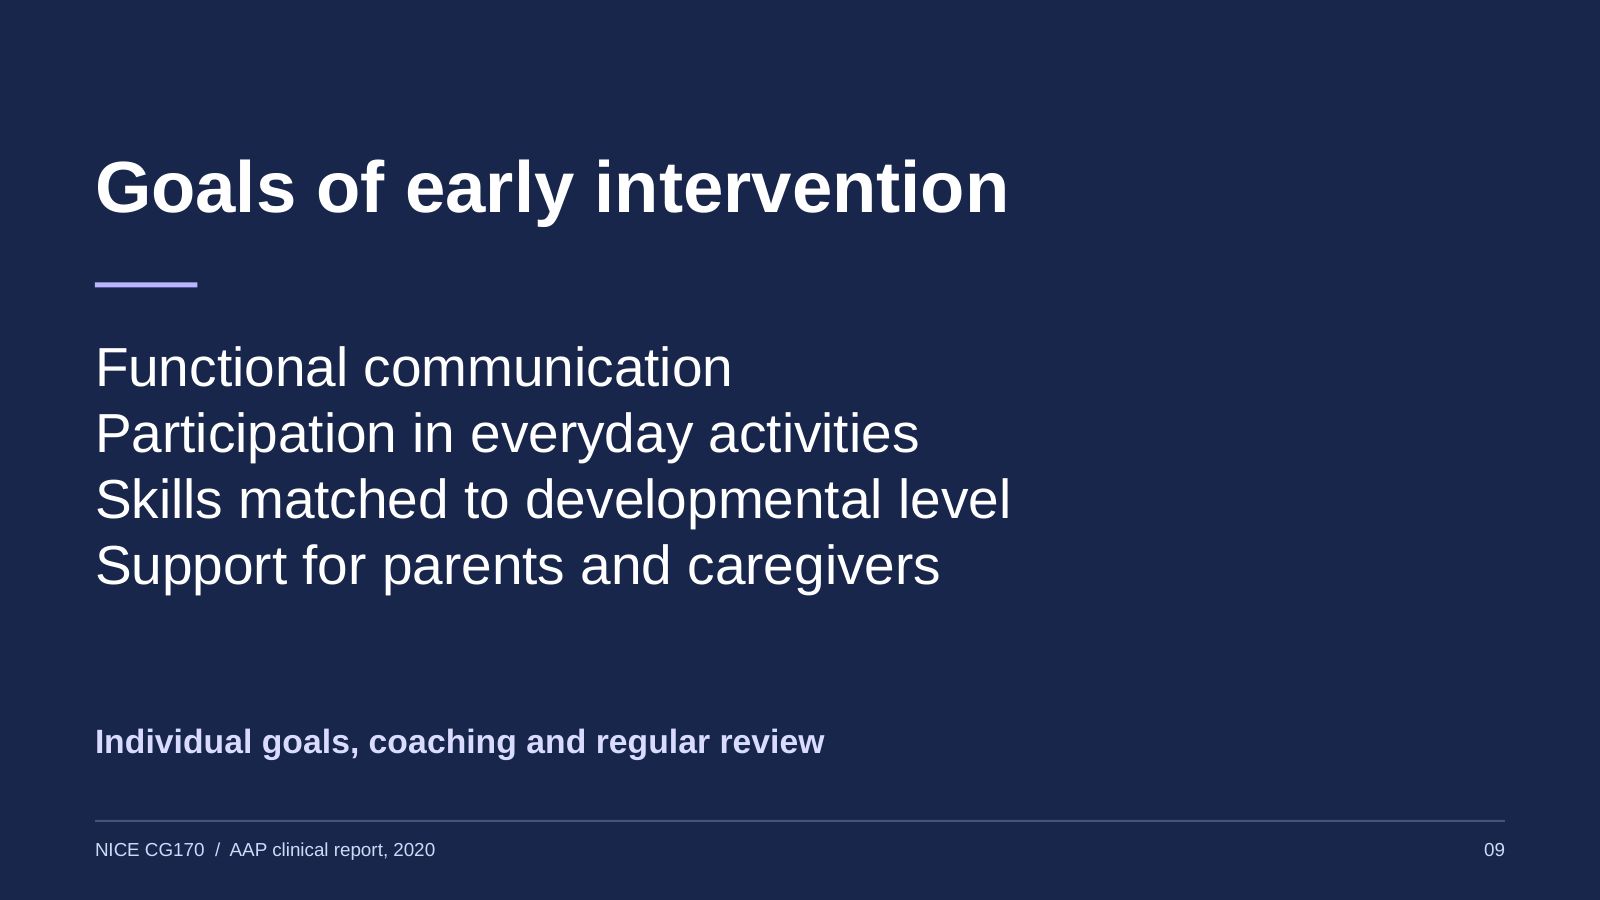 Goals of early intervention
Functional communication
Participation in everyday activities
Skills matched to developmental level
Support for parents and caregivers
Individual goals, coaching and regular review
NICE CG170 / AAP clinical report, 2020
09